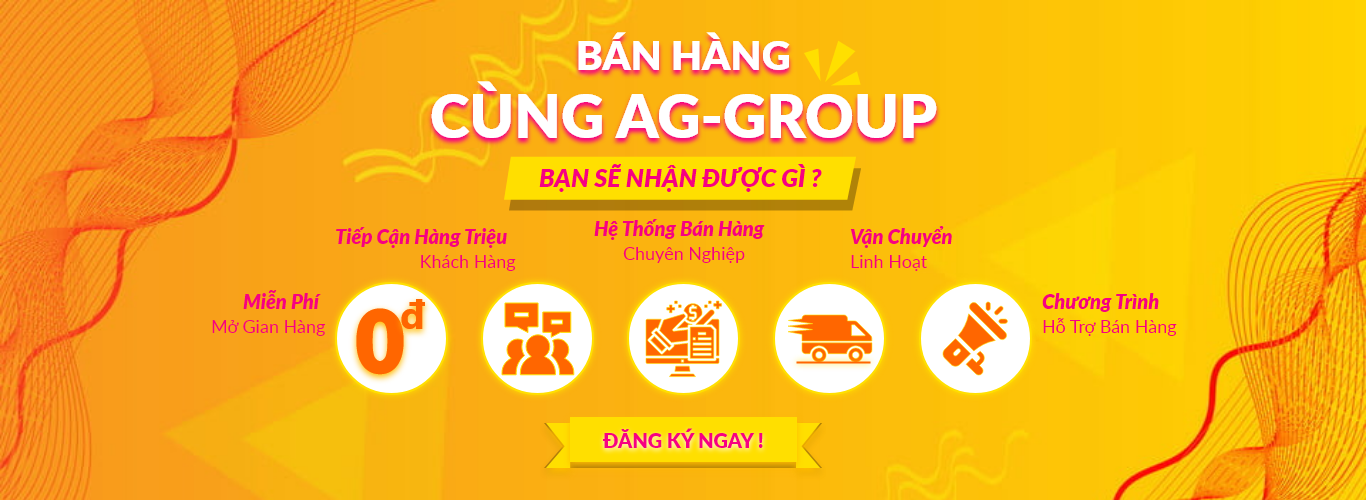 BÁN HÀNG
CÙNG AG-GROUP
BẠN SẼ NHẬN ĐƯỢC GÌ ?
Miễn Phí
Mở Gian Hàng
Tiếp Cận Hàng Triệu
Khách Hàng
Hệ Thống Bán Hàng
Chuyên Nghiệp
Vận Chuyển
Linh Hoạt
Chương Trình
Hỗ Trợ Bán Hàng
0đ
$
ĐĂNG KÝ NGAY !